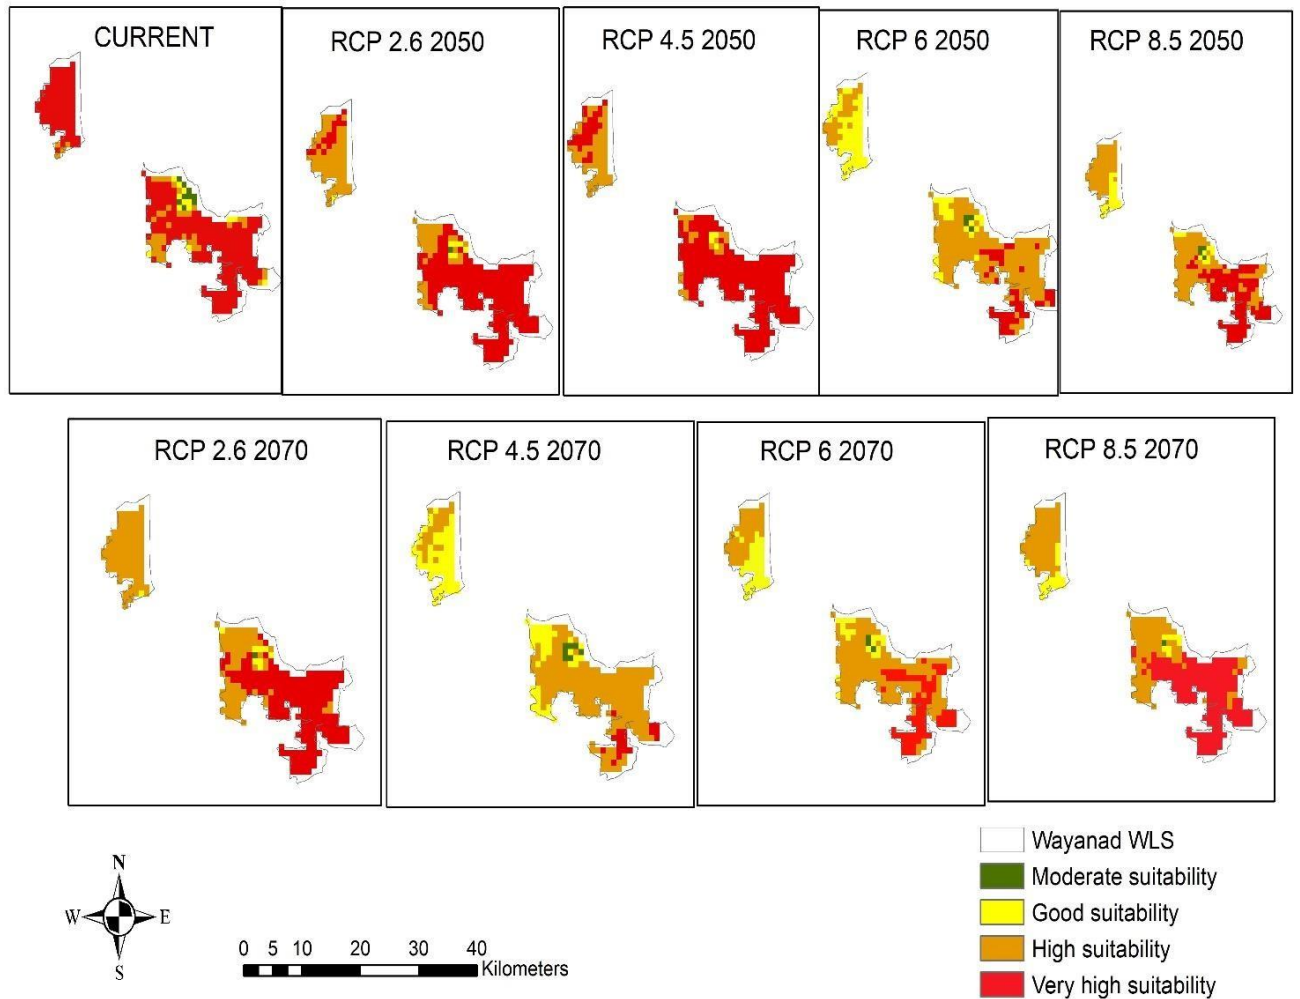 CURRENT
RCP 2.6 2050
RCP 4.5 2050
RCP 6 2050
RCP 8.5 2050
RCP 2.6 2070
RCP 4.5 2070
RCP 6 2070
RCP 8.5 2070
N
W E
S
0 5 10 20 30 40
Kilometers
Wayanad WLS
Moderate suitability
Good suitability
High suitability
Very high suitability